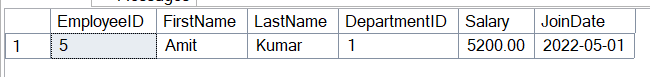 Messages
EmployeeID FirstName LastName DepartmentID Salary JoinDate
1 5 Amit Kumar 1 5200.00 2022-05-01